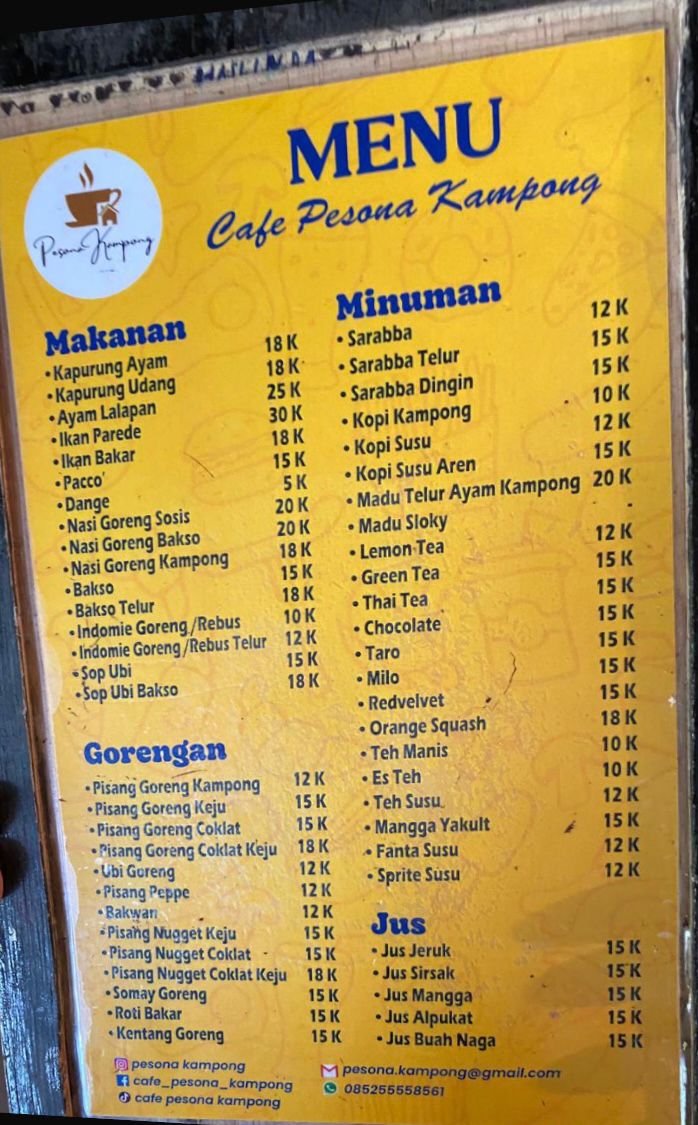 HAILINDA
MENU
Cafe Pesona Kampong
Pesona Kampong
Makanan
• Kapurung Ayam 18 K
• Kapurung Udang 18 K
• Ayam Lalapan 25 K
• Ikan Parede 30 K
• Ikan Bakar 18 K
• Pacco' 15 K
• Dange 5 K
• Nasi Goreng Sosis 20 K
• Nasi Goreng Bakso 20 K
• Nasi Goreng Kampong 18 K
• Bakso 15 K
• Bakso Telur 18 K
• Indomie Goreng/Rebus 10 K
• Indomie Goreng/Rebus Telur 12 K
• Sop Ubi 15 K
• Sop Ubi Bakso 18 K
Gorengan
• Pisang Goreng Kampong 12 K
• Pisang Goreng Keju 15 K
• Pisang Goreng Coklat 15 K
• Pisang Goreng Coklat Keju 18 K
• Ubi Goreng 12 K
• Pisang Peppe 12 K
• Bakwan 12 K
• Pisang Nugget Keju 15 K
• Pisang Nugget Coklat 15 K
• Pisang Nugget Coklat Keju 18 K
• Somay Goreng 15 K
• Roti Bakar 15 K
• Kentang Goreng 15 K
Minuman
• Sarabba 12 K
• Sarabba Telur 15 K
• Sarabba Dingin 15 K
• Kopi Kampong 10 K
• Kopi Susu 12 K
• Kopi Susu Aren 15 K
• Madu Telur Ayam Kampong 20 K
• Madu Sloky -
• Lemon Tea 12 K
• Green Tea 15 K
• Thai Tea 15 K
• Chocolate 15 K
• Taro 15 K
• Milo 15 K
• Redvelvet 15 K
• Orange Squash 18 K
• Teh Manis 10 K
• Es Teh 10 K
• Teh Susu 12 K
• Mangga Yakult 15 K
• Fanta Susu 12 K
• Sprite Susu 12 K
Jus
• Jus Jeruk 15 K
• Jus Sirsak 15 K
• Jus Mangga 15 K
• Jus Alpukat 15 K
• Jus Buah Naga 15 K
pesona kampong
cafe_pesona_kampong
cafe pesona kampong
pesona.kampong@gmail.com
085255558561